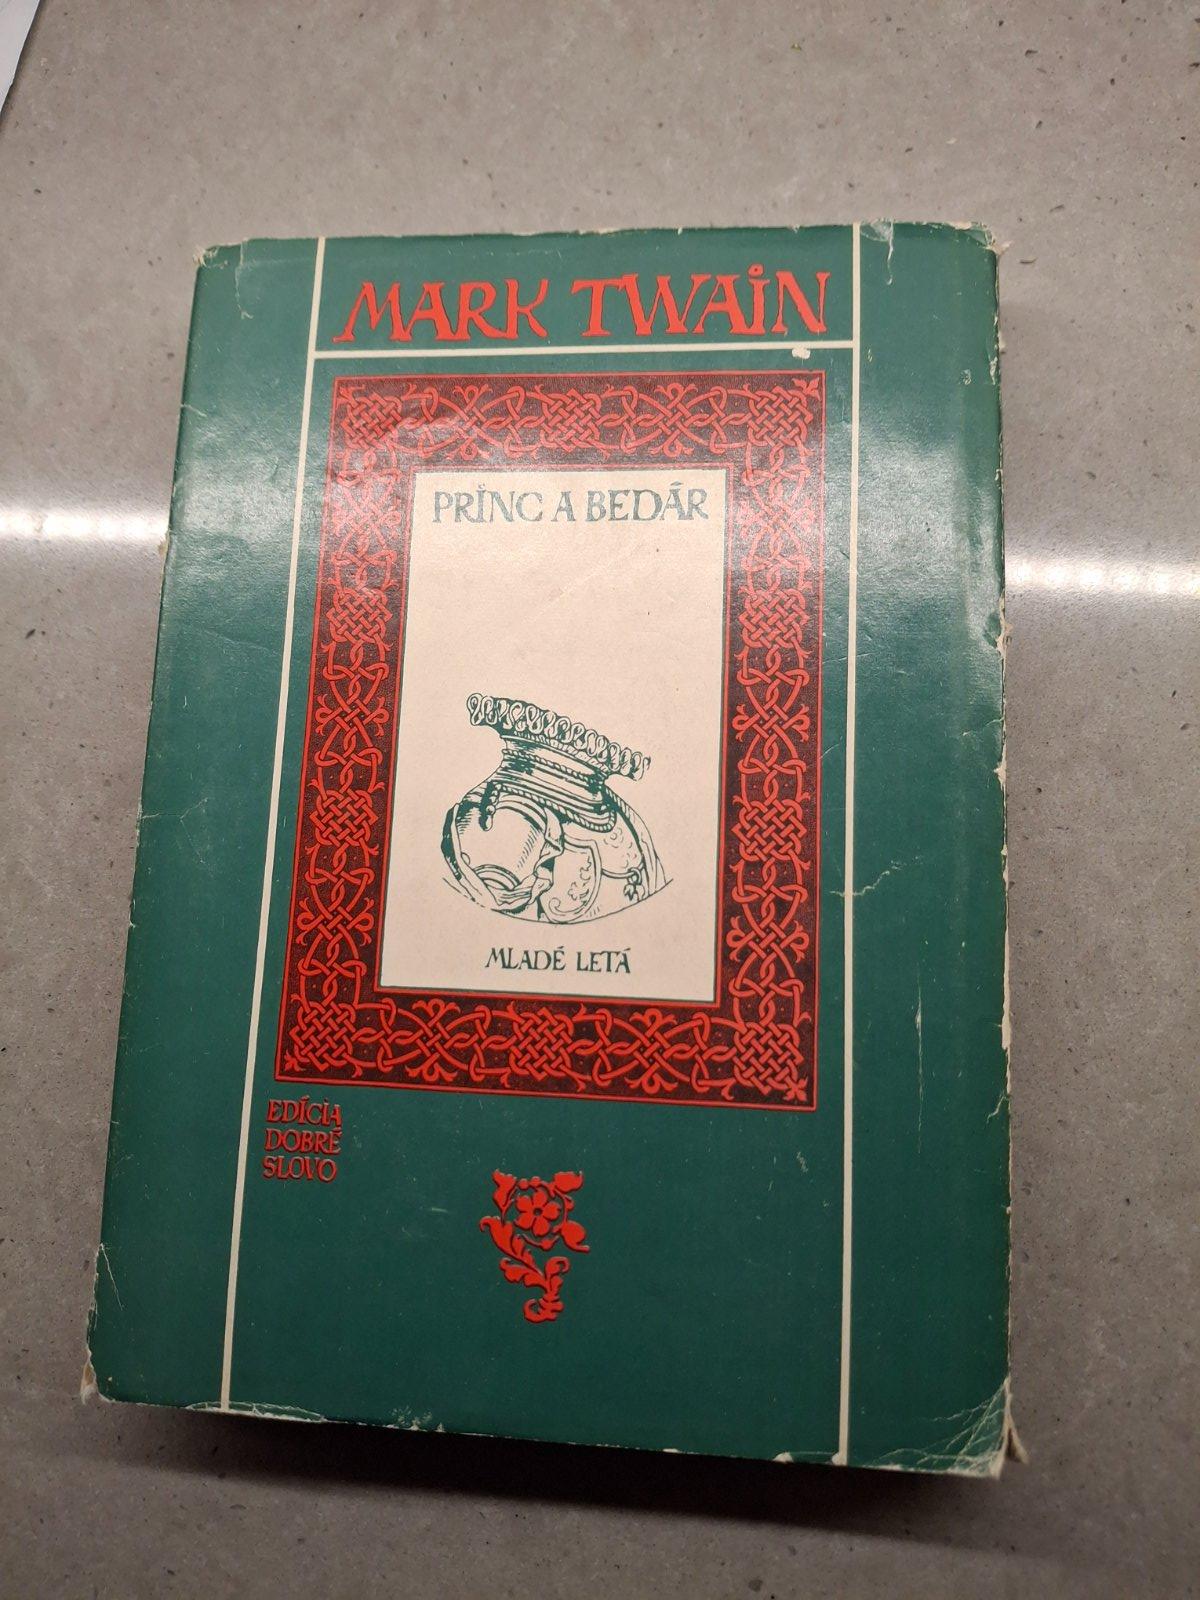 MARK TWAIN
PRINC A BEDÁR
MLADÉ LETÁ
EDÍCIA
DOBRÉ
SLOVO